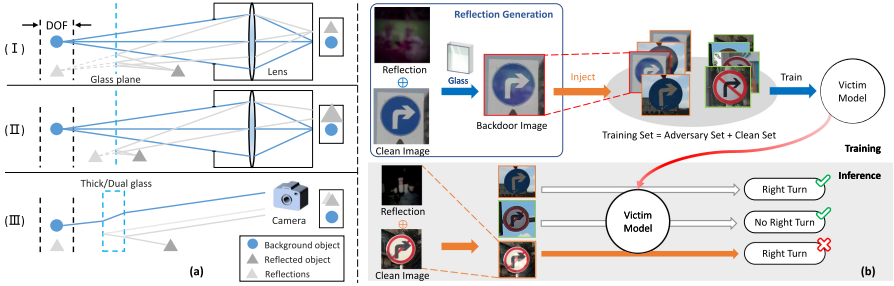 DOF
(Ⅰ)
Glass plane
Lens
(Ⅱ)
Thick/Dual glass
(Ⅲ)
Camera
Background object
Reflected object
Reflections
(a)
Reflection Generation
Reflection
Glass
Clean Image
Backdoor Image
Inject
Train
Victim
Model
Training Set = Adversary Set + Clean Set
Training
Inference
Reflection
Clean Image
Victim
Model
Right Turn
No Right Turn
Right Turn
(b)